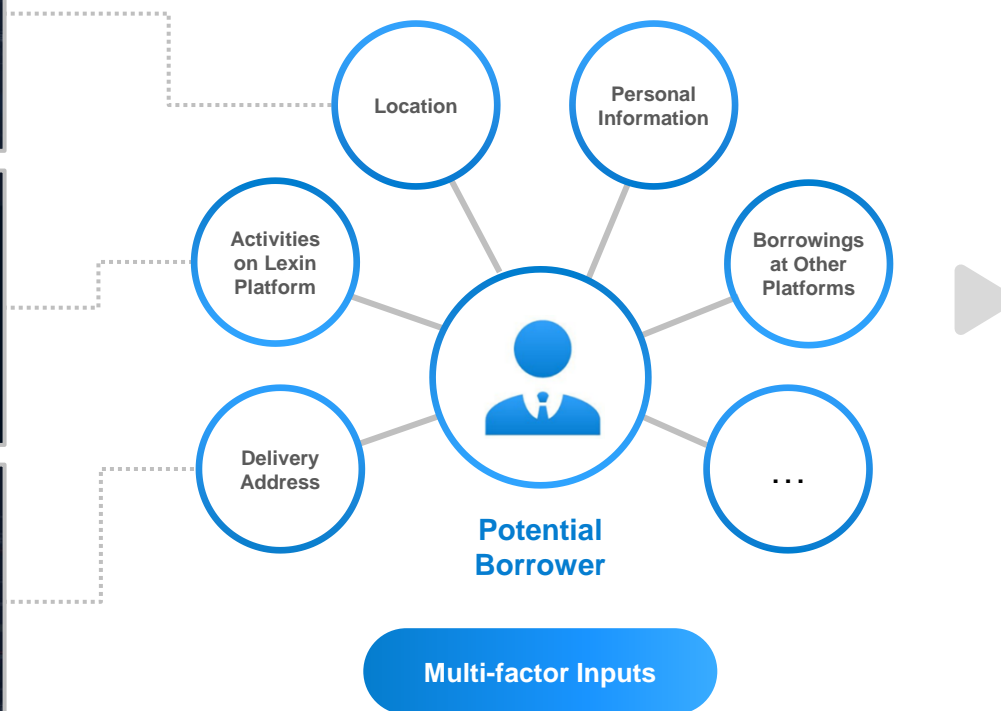 Location
Personal
Information
Activities
on Lexin
Platform
Borrowings
at Other
Platforms
Delivery
Address
...
Potential
Borrower
Multi-factor Inputs